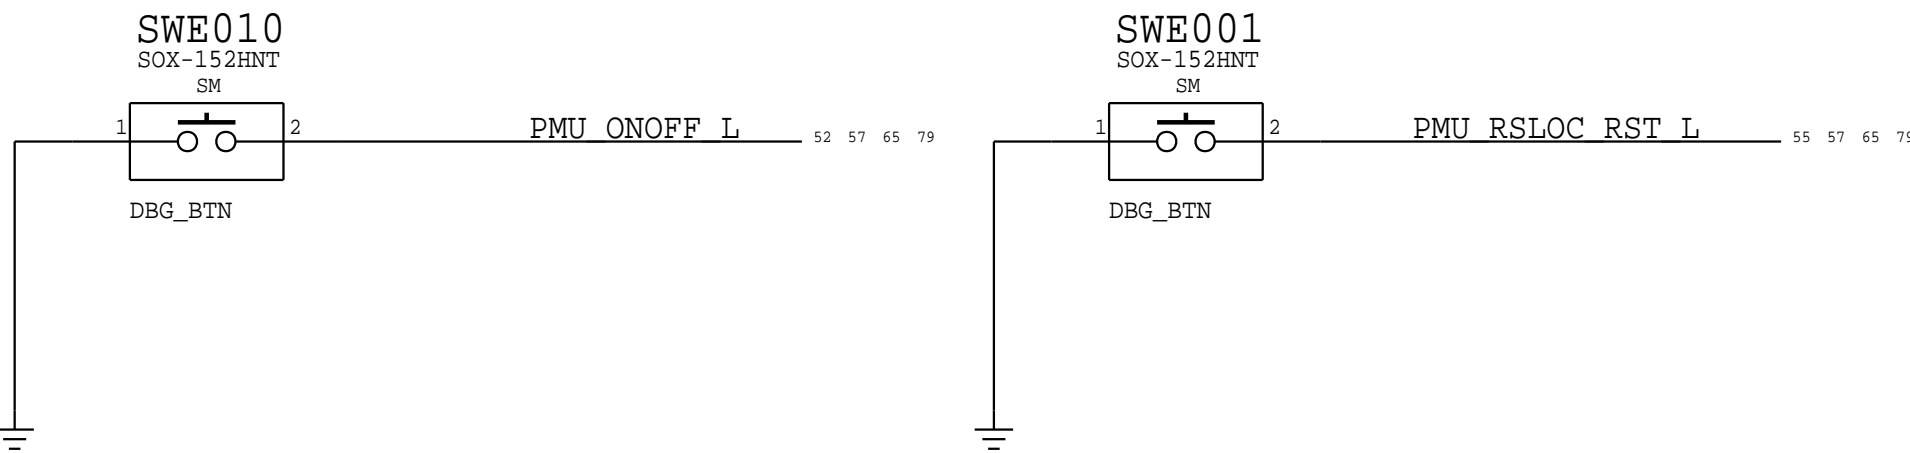 SWE010
SOX-152HNT
SM
1 2 PMU_ONOFF_L 52 57 65 79
DBG_BTN
SWE001
SOX-152HNT
SM
1 2 PMU_RSLOC_RST_L 55 57 65 79
DBG_BTN